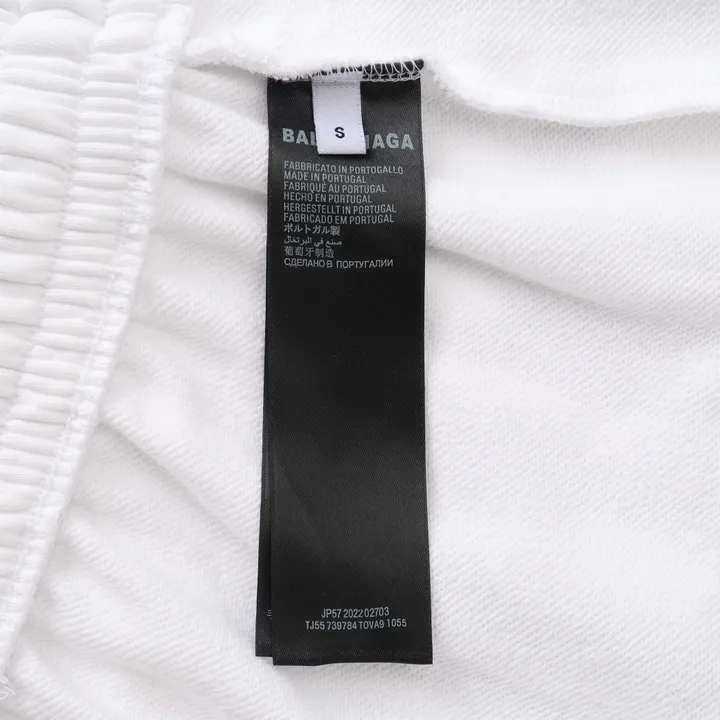 S
BAL IAGA
FABBRICATO IN PORTOGALLO
MADE IN PORTUGAL
FABRIQUÉ AU PORTUGAL
HECHO EN PORTUGAL
HERGESTELLT IN PORTUGAL
FABRICADO EM PORTUGAL
ポルトガル製
صنع في البرتغال
葡萄牙制造
СДЕЛАНО В ПОРТУГАЛИИ
JP57 2022 02703
TJ55 739784 TOVA9 1055